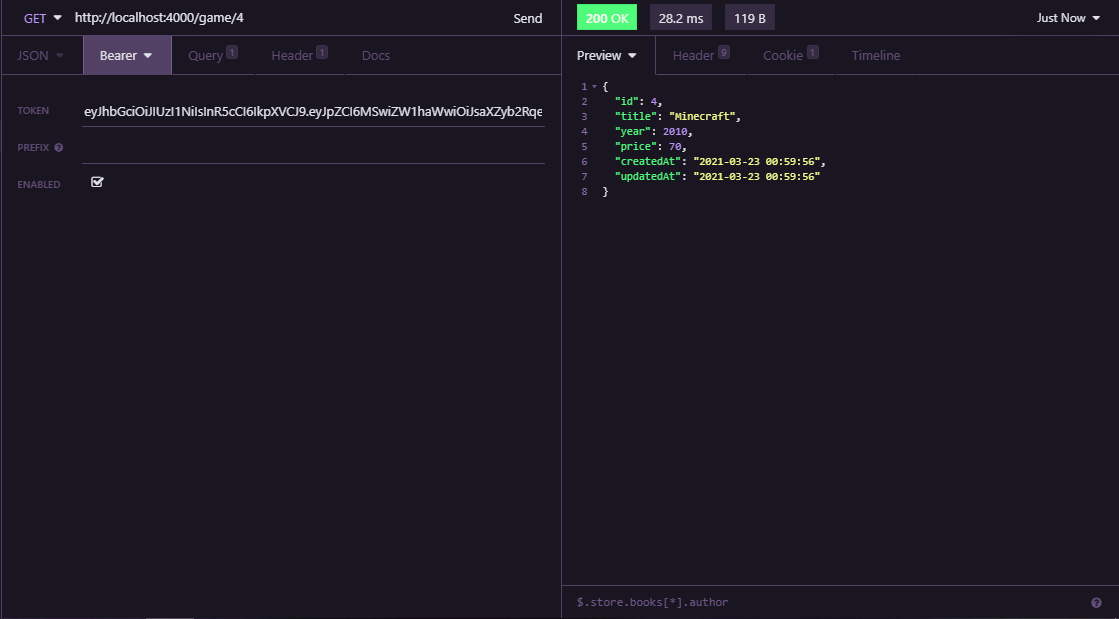 GET http://localhost:4000/game/4 Send
200 OK 28.2 ms 119 B Just Now
JSON Bearer Query 1 Header 1 Docs
Preview Header 9 Cookie 1 Timeline
TOKEN eyJhbGciOiJIUzI1NiIsInR5cCI6IkpXVCJ9.eyJpZCI6MSwiZW1haWwiOiJsaXZyb2Rqe
PREFIX ?
ENABLED
1 {
2 "id": 4,
3 "title": "Minecraft",
4 "year": 2010,
5 "price": 70,
6 "createdAt": "2021-03-23 00:59:56",
7 "updatedAt": "2021-03-23 00:59:56"
8 }
$.store.books[*].author ?